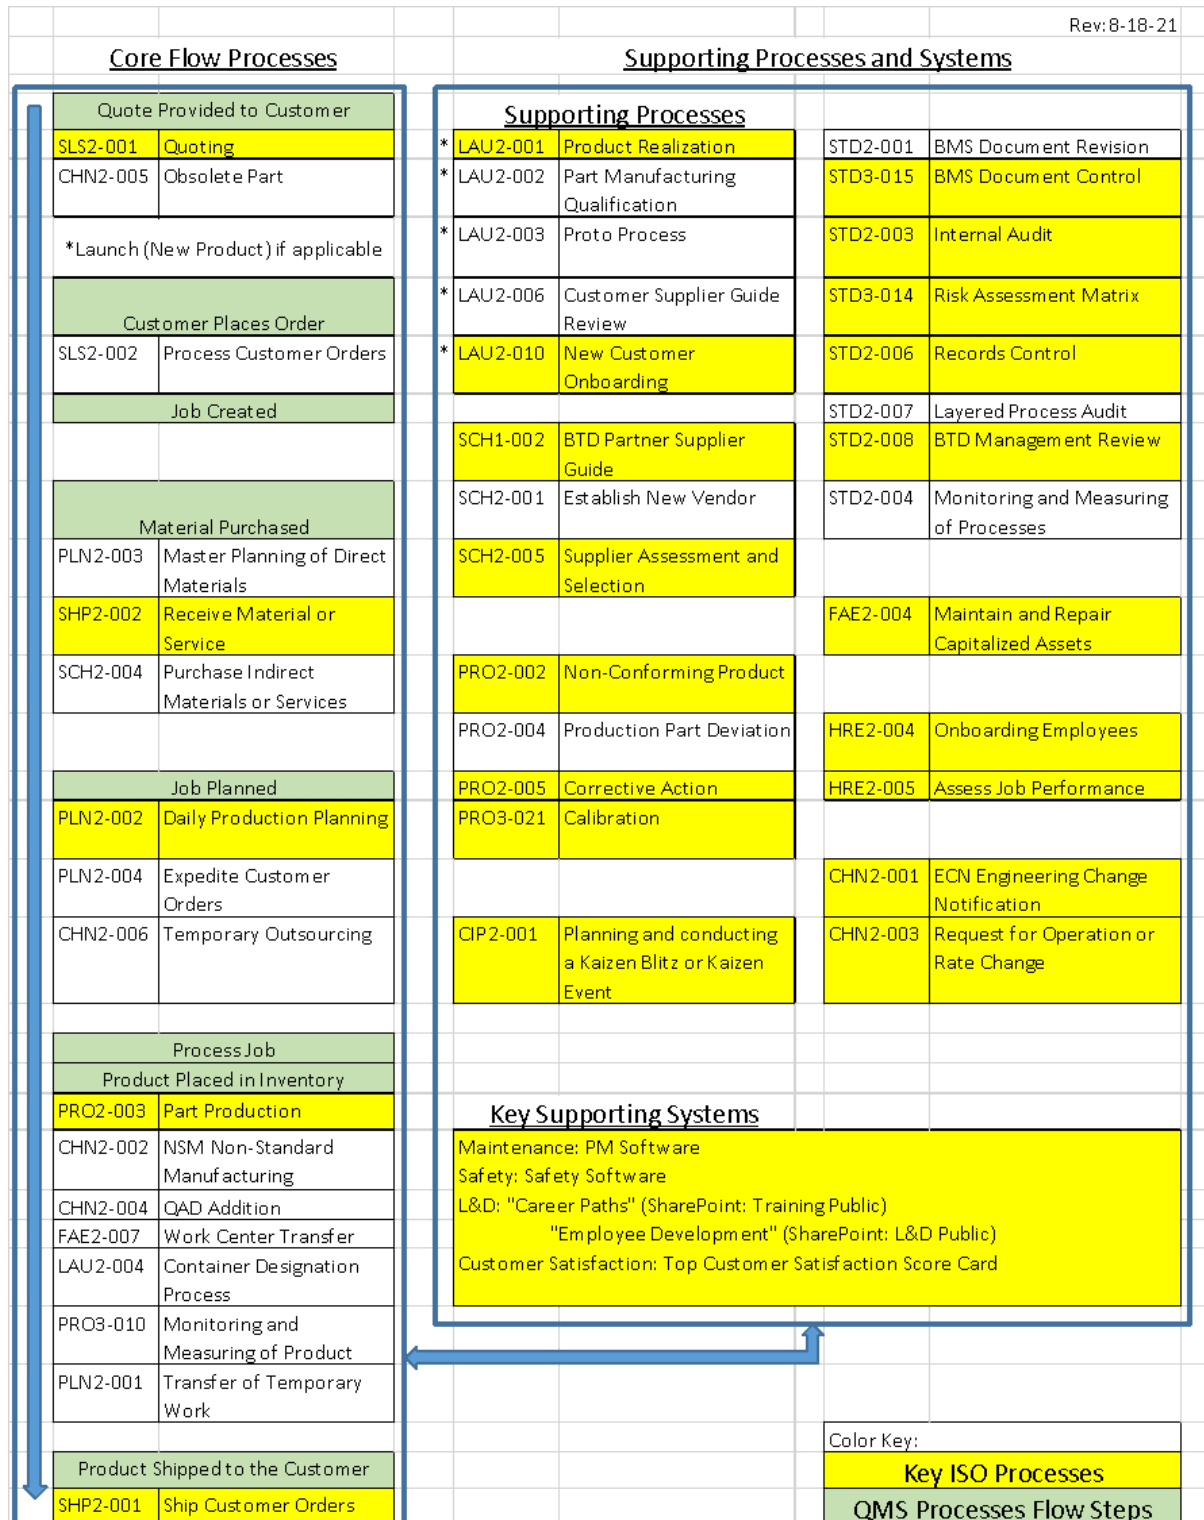 Rev:8-18-21
Core Flow Processes
Supporting Processes and Systems
Quote Provided to Customer
SLS2-001 Quoting
CHN2-005 Obsolete Part
*Launch (New Product) if applicable
Customer Places Order
SLS2-002 Process Customer Orders
Job Created
Material Purchased
PLN2-003 Master Planning of Direct
Materials
SHP2-002 Receive Material or
Service
SCH2-004 Purchase Indirect
Materials or Services
Job Planned
PLN2-002 Daily Production Planning
PLN2-004 Expedite Customer
Orders
CHN2-006 Temporary Outsourcing
Process Job
Product Placed in Inventory
PRO2-003 Part Production
CHN2-002 NSM Non-Standard
Manufacturing
CHN2-004 QAD Addition
FAE2-007 Work Center Transfer
LAU2-004 Container Designation
Process
PRO3-010 Monitoring and
Measuring of Product
PLN2-001 Transfer of Temporary
Work
Product Shipped to the Customer
SHP2-001 Ship Customer Orders
Supporting Processes
* LAU2-001 Product Realization
* LAU2-002 Part Manufacturing
Qualification
* LAU2-003 Proto Process
* LAU2-006 Customer Supplier Guide
Review
* LAU2-010 New Customer
Onboarding
SCH1-002 BTD Partner Supplier
Guide
SCH2-001 Establish New Vendor
SCH2-005 Supplier Assessment and
Selection
PRO2-002 Non-Conforming Product
PRO2-004 Production Part Deviation
PRO2-005 Corrective Action
PRO3-021 Calibration
CIP2-001 Planning and conducting
a Kaizen Blitz or Kaizen
Event
STD2-001 BMS Document Revision
STD3-015 BMS Document Control
STD2-003 Internal Audit
STD3-014 Risk Assessment Matrix
STD2-006 Records Control
STD2-007 Layered Process Audit
STD2-008 BTD Management Review
STD2-004 Monitoring and Measuring
of Processes
FAE2-004 Maintain and Repair
Capitalized Assets
HRE2-004 Onboarding Employees
HRE2-005 Assess Job Performance
CHN2-001 ECN Engineering Change
Notification
CHN2-003 Request for Operation or
Rate Change
Key Supporting Systems
Maintenance: PM Software
Safety: Safety Software
L&D: "Career Paths" (SharePoint: Training Public)
"Employee Development" (SharePoint: L&D Public)
Customer Satisfaction: Top Customer Satisfaction Score Card
Color Key:
Key ISO Processes
QMS Processes Flow Steps